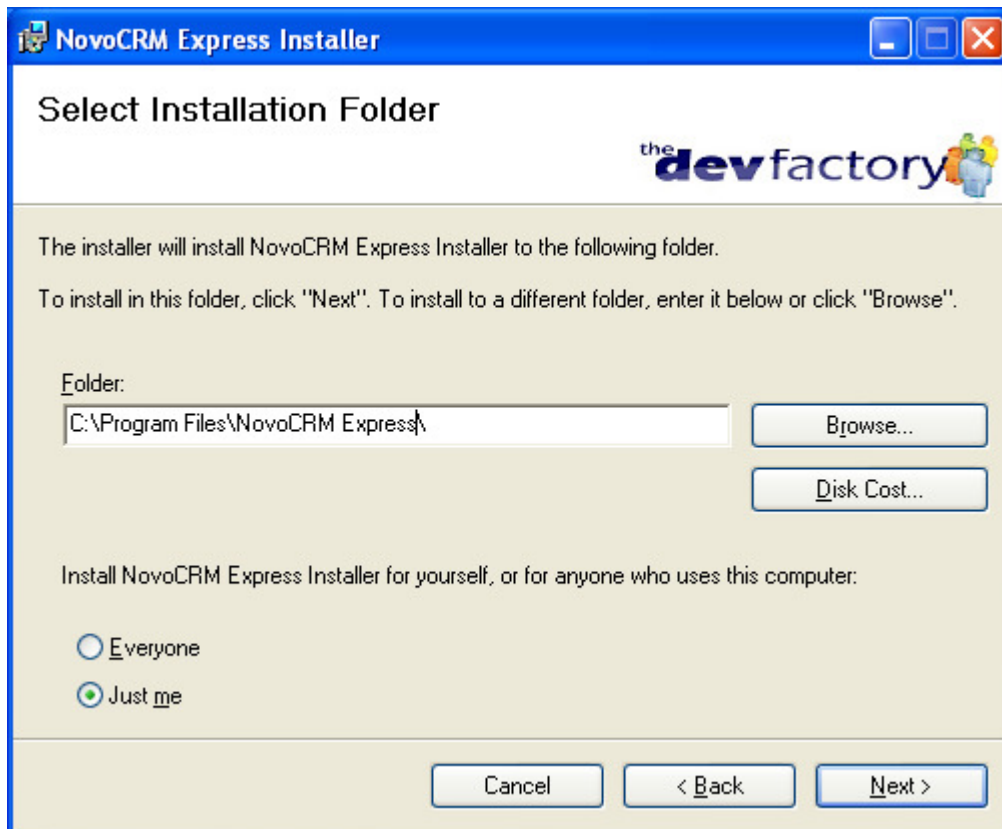 NovoCRM Express Installer
Select Installation Folder
the devfactory
The installer will install NovoCRM Express Installer to the following folder.
To install in this folder, click "Next". To install to a different folder, enter it below or click "Browse".
Folder:
C:\Program Files\NovoCRM Express\
Browse...
Disk Cost...
Install NovoCRM Express Installer for yourself, or for anyone who uses this computer:
Everyone
Just me
Cancel
< Back
Next >